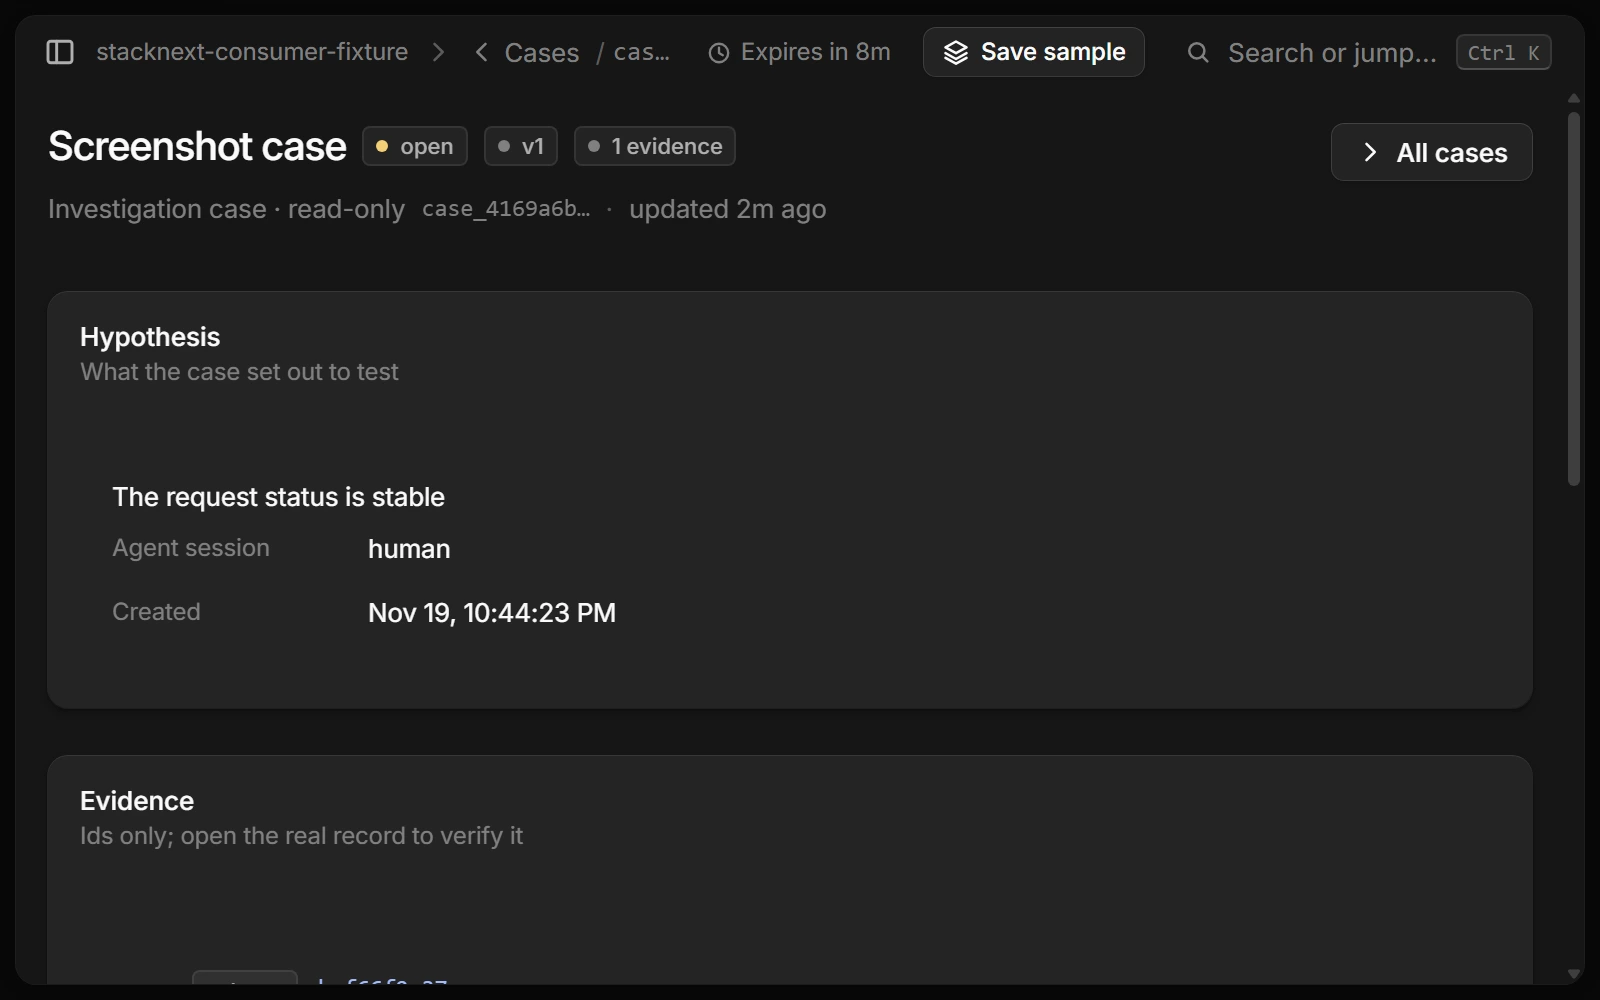 stacknext-consumer-fixture
Cases / cas…
Expires in 8m
Save sample
Search or jump…
Ctrl K
Screenshot case
open
v1
1 evidence
All cases
Investigation case · read-only case_4169a6b… · updated 2m ago
Hypothesis
What the case set out to test
The request status is stable
Agent session human
Created Nov 19, 10:44:23 PM
Evidence
Ids only; open the real record to verify it